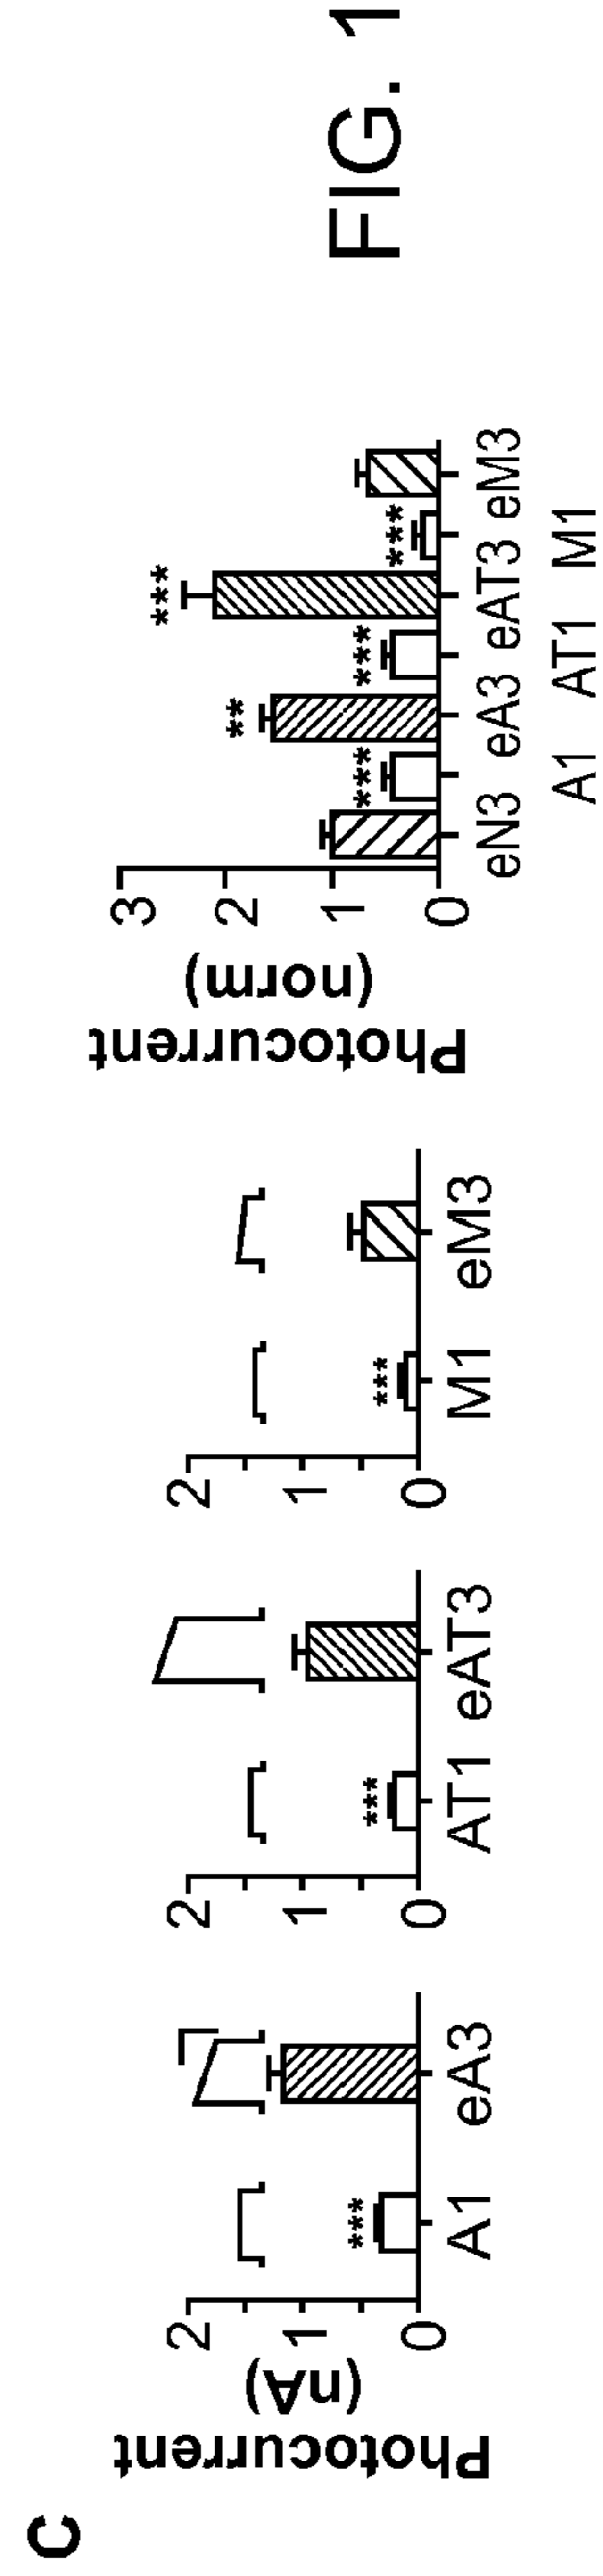 C
Photocurrent
(nA)
2
1
0
***
A1 eA3
2
1
0
***
AT1 eAT3
2
1
0
***
M1 eM3
Photocurrent
(norm)
3
2
1
0
****
**
****
***
****
eN3 eA3 eAT3 eM3
A1 AT1 M1
FIG. 1